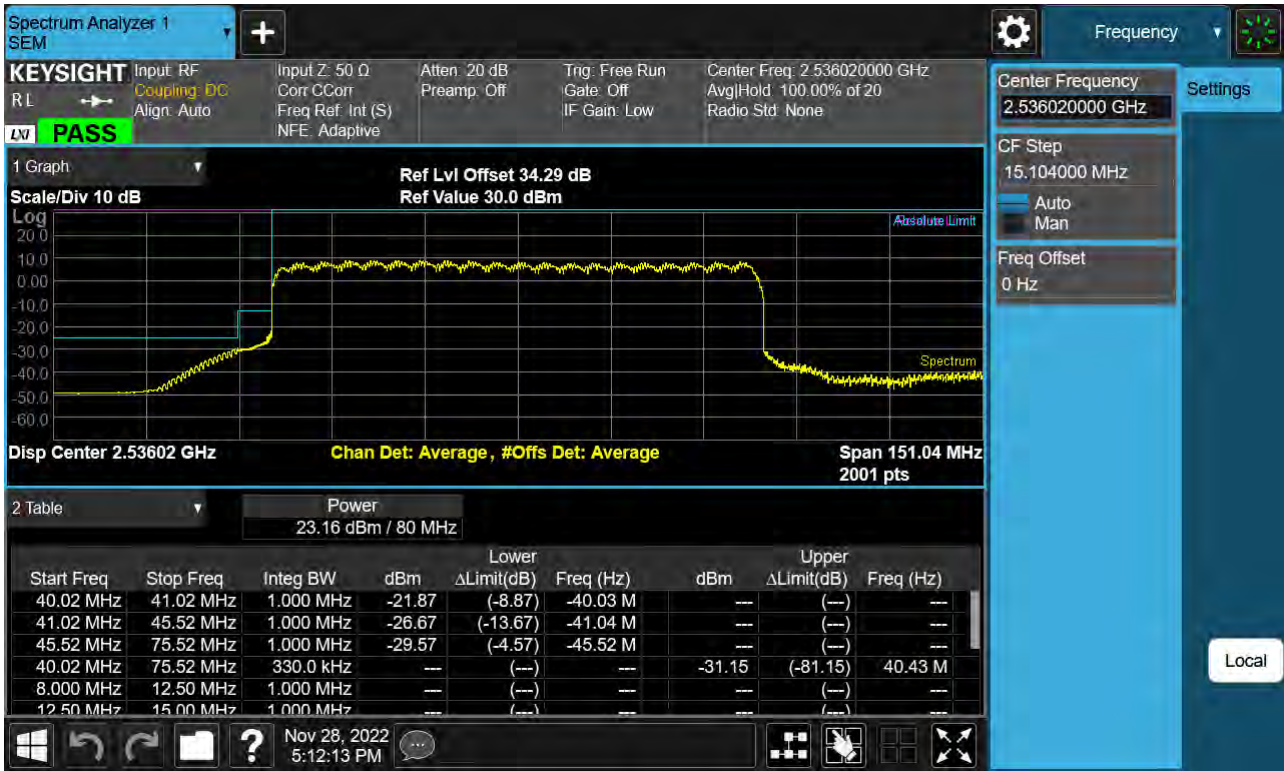 Spectrum Analyzer 1
SEM
Frequency
KEYSIGHT
RL
LXI PASS
Input: RF
Coupling: DC
Align: Auto
Input Z: 50 Ω
Corr CCorr
Freq Ref: Int (S)
NFE: Adaptive
Atten: 20 dB
Preamp: Off
Trig: Free Run
Gate: Off
IF Gain: Low
Center Freq: 2.536020000 GHz
Avg|Hold: 100.00% of 20
Radio Std: None
Center Frequency
2.536020000 GHz
Settings
CF Step
15.104000 MHz
Auto
Man
Freq Offset
0 Hz
Local
1 Graph
Scale/Div 10 dB
Ref Lvl Offset 34.29 dB
Ref Value 30.0 dBm
Log
20.0
10.0
0.00
-10.0
-20.0
-30.0
-40.0
-50.0
-60.0
Absolute Limit
Spectrum
Disp Center 2.53602 GHz
Chan Det: Average, #Offs Det: Average
Span 151.04 MHz
2001 pts
2 Table
Power
23.16 dBm / 80 MHz
Lower Upper
Start Freq Stop Freq Integ BW dBm ΔLimit(dB) Freq (Hz) dBm ΔLimit(dB) Freq (Hz)
40.02 MHz 41.02 MHz 1.000 MHz -21.87 (-8.87) -40.03 M --- (---) ---
41.02 MHz 45.52 MHz 1.000 MHz -26.67 (-13.67) -41.04 M --- (---) ---
45.52 MHz 75.52 MHz 1.000 MHz -29.57 (-4.57) -45.52 M --- (---) ---
40.02 MHz 75.52 MHz 330.0 kHz --- (---) --- -31.15 (-81.15) 40.43 M
8.000 MHz 12.50 MHz 1.000 MHz --- (---) --- --- (---) ---
12.50 MHz 15.00 MHz 1.000 MHz --- (---) --- --- (---) ---
?
Nov 28, 2022
5:12:13 PM